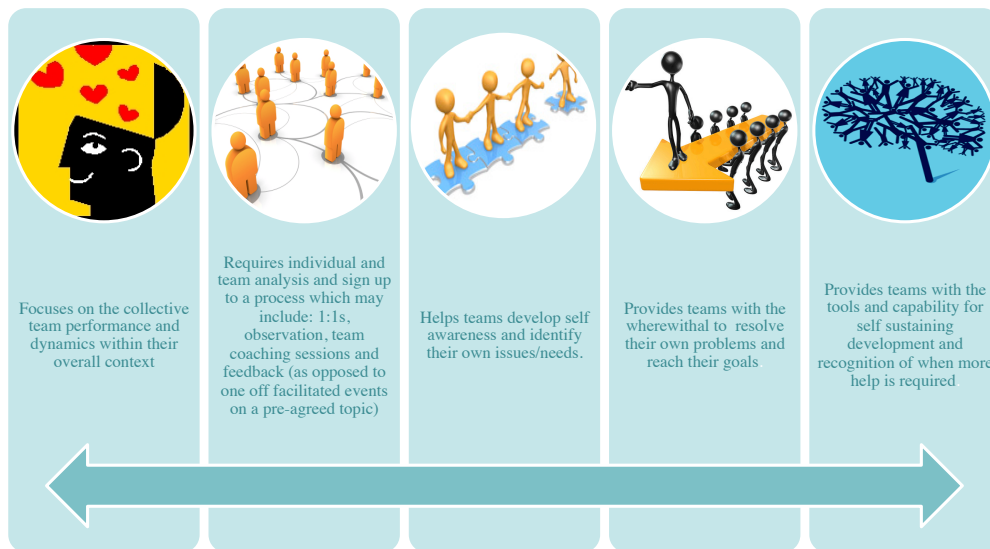 Focuses on the collective
team performance and
dynamics within their
overall context
Requires individual and
team analysis and sign up
to a process which may
include: 1:1s,
observation, team
coaching sessions and
feedback (as opposed to
one off facilitated events
on a pre-agreed topic)
Helps teams develop self
awareness and identify
their own issues/needs.
Provides teams with the
wherewithal to  resolve
their own problems and
reach their goals.
Provides teams with the
tools and capability for
self sustaining
development and
recognition of when more
help is required.